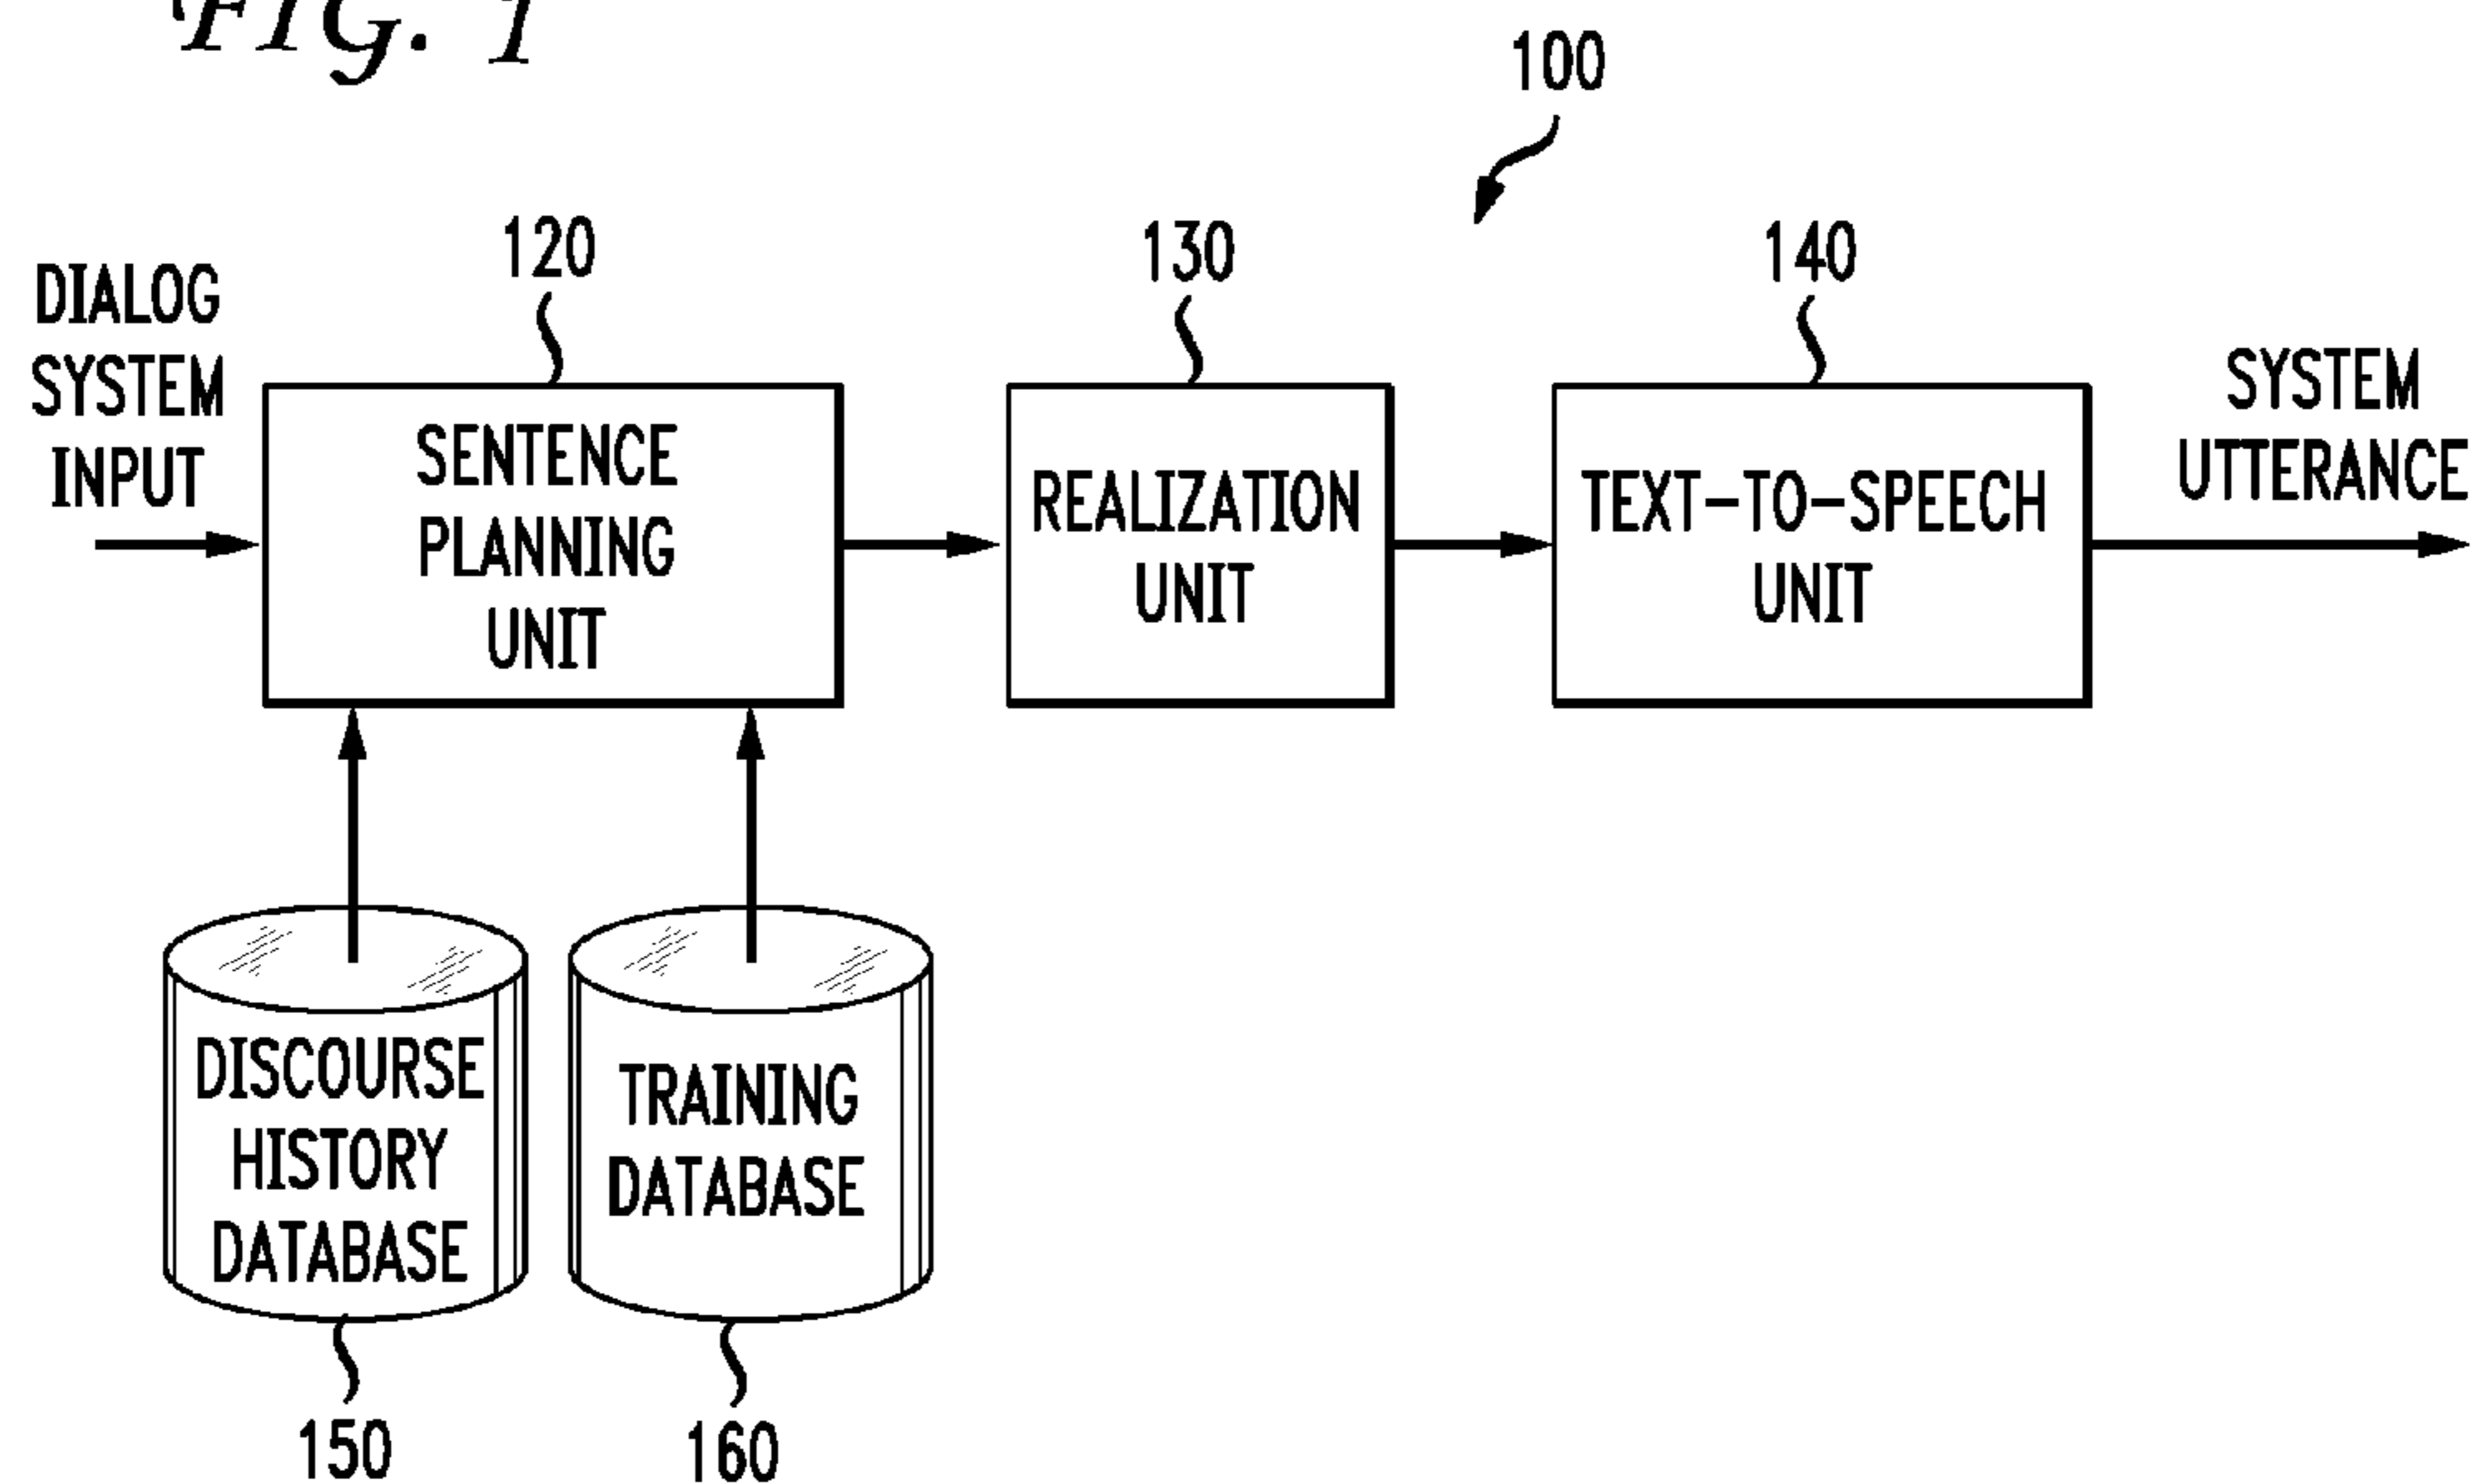 FIG. 1
100
120
130
140
DIALOG
SYSTEM
INPUT
SENTENCE
PLANNING
UNIT
REALIZATION
UNIT
TEXT-TO-SPEECH
UNIT
SYSTEM
UTTERANCE
DISCOURSE
HISTORY
DATABASE
TRAINING
DATABASE
150
160